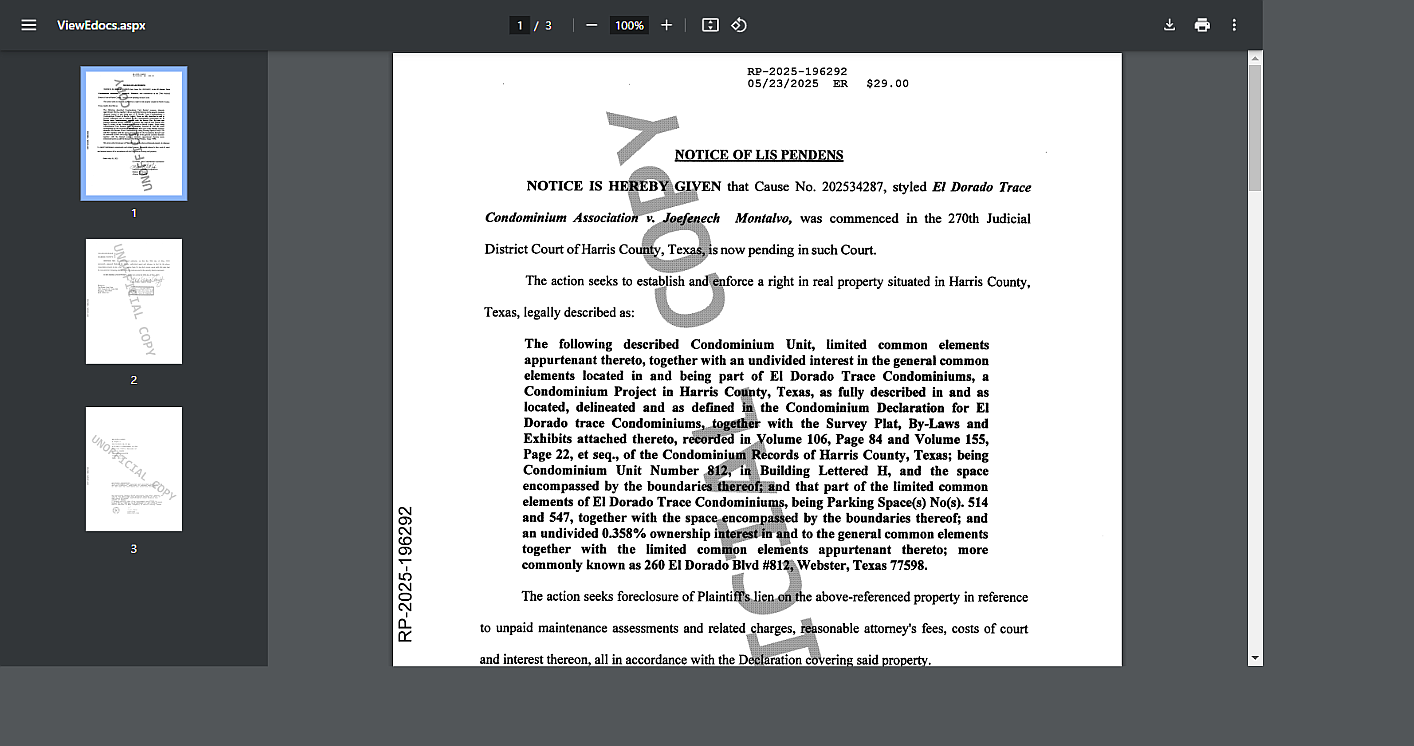 ViewEdocs.aspx
1 / 3
100%
1
2
3
RP-2025-196292
05/23/2025 ER $29.00
NOTICE OF LIS PENDENS
NOTICE IS HEREBY GIVEN that Cause No. 202534287, styled El Dorado Trace
Condominium Association v. Joefenech Montalvo, was commenced in the 270th Judicial
District Court of Harris County, Texas, is now pending in such Court.
The action seeks to establish and enforce a right in real property situated in Harris County,
Texas, legally described as:
The following described Condominium Unit, limited common elements
appurtenant thereto, together with an undivided interest in the general common
elements located in and being part of El Dorado Trace Condominiums, a
Condominium Project in Harris County, Texas, as fully described in and as
located, delineated and as defined in the Condominium Declaration for El
Dorado trace Condominiums, together with the Survey Plat, By-Laws and
Exhibits attached thereto, recorded in Volume 106, Page 84 and Volume 155,
Page 22, et seq., of the Condominium Records of Harris County, Texas; being
Condominium Unit Number 812, in Building Lettered H, and the space
encompassed by the boundaries thereof; and that part of the limited common
elements of El Dorado Trace Condominiums, being Parking Space(s) No(s). 514
and 547, together with the space encompassed by the boundaries thereof; and
an undivided 0.358% ownership interest in and to the general common elements
together with the limited common elements appurtenant thereto; more
commonly known as 260 El Dorado Blvd #812, Webster, Texas 77598.
The action seeks foreclosure of Plaintiff's lien on the above-referenced property in reference
to unpaid maintenance assessments and related charges, reasonable attorney's fees, costs of court
and interest thereon, all in accordance with the Declaration covering said property.
RP-2025-196292
ICIAL COPY
UNOFFICIAL COPY
UNOFFICIAL COPY
UNOFFICIAL COPY